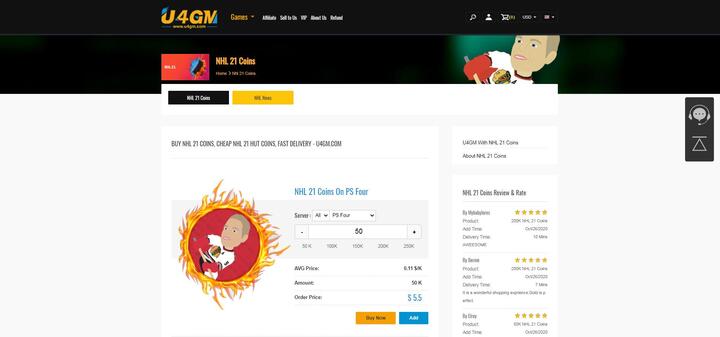 U4GM
www.u4gm.com
Games
Affiliate Sell to Us VIP About Us Refund
(0)
USD
NHL 21
NHL 21 Coins
Home > NHL 21 Coins
NHL 21 Coins
NHL News
BUY NHL 21 COINS, CHEAP NHL 21 HUT COINS, FAST DELIVERY - U4GM.COM
NHL 21 Coins On PS Four
Server: All PS Four
- 50 +
50 K 100K 150K 200K 250K
AVG Price: 0.11 $/K
Amount: 50 K
Order Price: $ 5.5
Buy Now Add
U4GM With NHL 21 Coins
About NHL 21 Coins
NHL 21 Coins Review & Rate
Product: 200K NHL 21 Coins
Add Time: Oct/26/2020
Delivery Time: 10 Mins
AWEESOME
By Bernie
Product: 200K NHL 21 Coins
Add Time: Oct/26/2020
Delivery Time: 7 Mins
It is a wonderful shopping exprience.Gold is p
erfect.
By Elroy
Product: 60K NHL 21 Coins
Add Time: Oct/26/2020